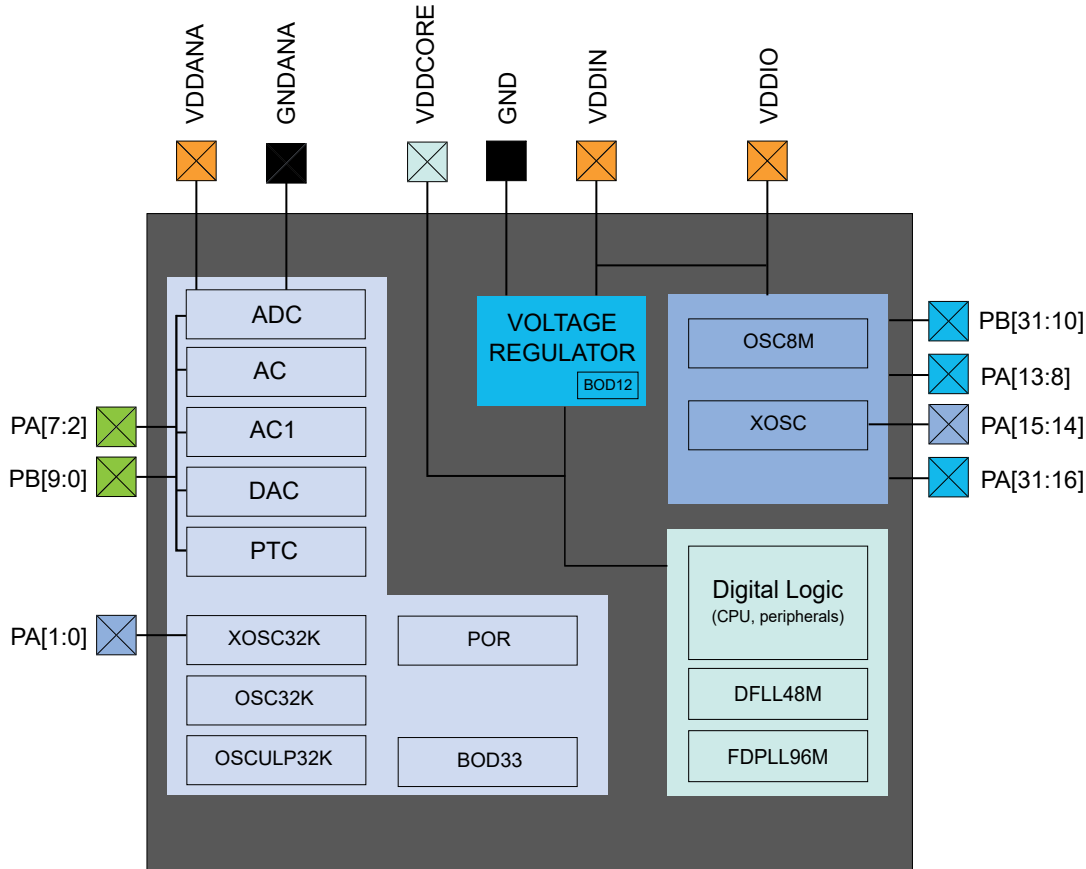 VDDANA
GNDANA
VDDCORE
GND
VDDIN
VDDIO
ADC
AC
AC1
DAC
PTC
PA[7:2]
PB[9:0]
PA[1:0]
XOSC32K
OSC32K
OSCULP32K
POR
BOD33
VOLTAGE
REGULATOR
BOD12
OSC8M
XOSC
PB[31:10]
PA[13:8]
PA[15:14]
PA[31:16]
Digital Logic
(CPU, peripherals)
DFLL48M
FDPLL96M